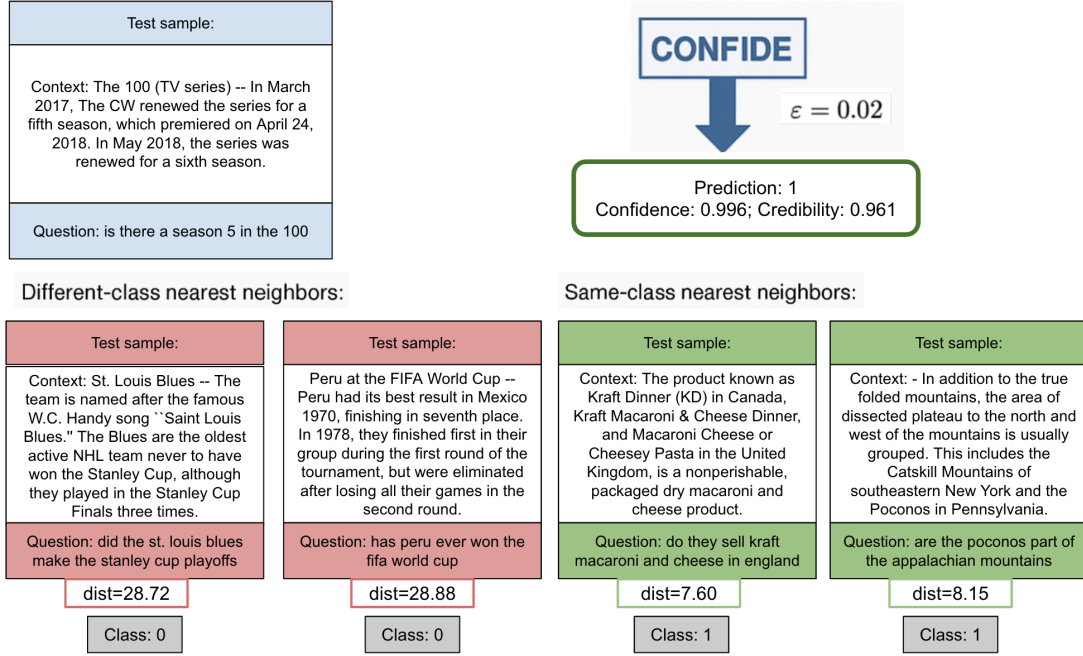 Test sample:
Context: The 100 (TV series) -- In March
2017, The CW renewed the series for a
fifth season, which premiered on April 24,
2018. In May 2018, the series was
renewed for a sixth season.
Question: is there a season 5 in the 100
CONFIDE
ε = 0.02
Prediction: 1
Confidence: 0.996; Credibility: 0.961
Different-class nearest neighbors:
Test sample:
Context: St. Louis Blues -- The
team is named after the famous
W.C. Handy song ``Saint Louis
Blues.'' The Blues are the oldest
active NHL team never to have
won the Stanley Cup, although
they played in the Stanley Cup
Finals three times.
Question: did the st. louis blues
make the stanley cup playoffs
dist=28.72
Class: 0
Test sample:
Peru at the FIFA World Cup --
Peru had its best result in Mexico
1970, finishing in seventh place.
In 1978, they finished first in their
group during the first round of the
tournament, but were eliminated
after losing all their games in the
second round.
Question: has peru ever won the
fifa world cup
dist=28.88
Class: 0
Same-class nearest neighbors:
Test sample:
Context: The product known as
Kraft Dinner (KD) in Canada,
Kraft Macaroni & Cheese Dinner,
and Macaroni Cheese or
Cheesey Pasta in the United
Kingdom, is a nonperishable,
packaged dry macaroni and
cheese product.
Question: do they sell kraft
macaroni and cheese in england
dist=7.60
Class: 1
Test sample:
Context: - In addition to the true
folded mountains, the area of
dissected plateau to the north and
west of the mountains is usually
grouped. This includes the
Catskill Mountains of
southeastern New York and the
Poconos in Pennsylvania.
Question: are the poconos part of
the appalachian mountains
dist=8.15
Class: 1